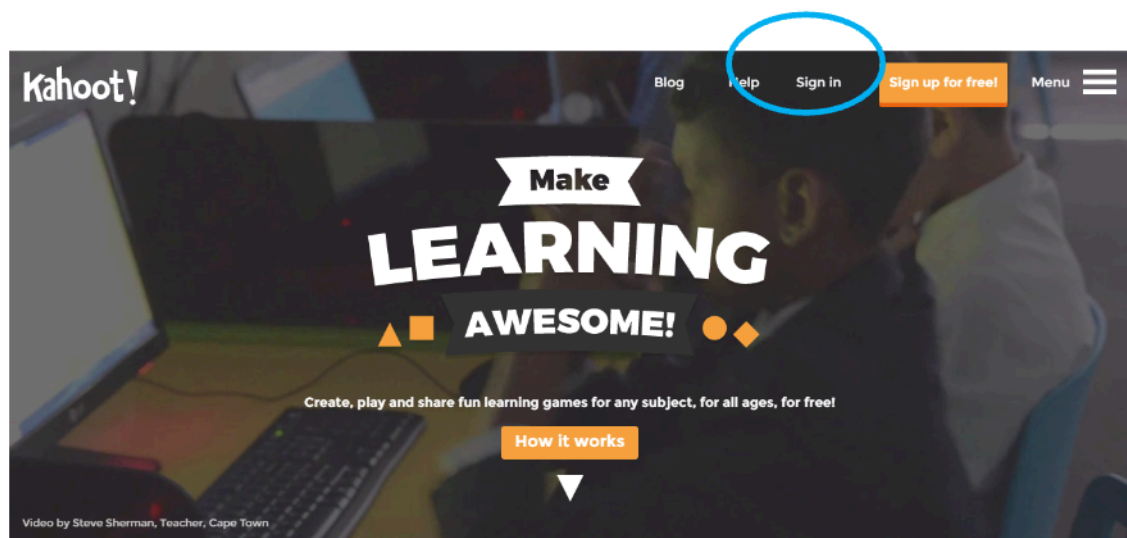 Kahoot!
Blog Help Sign in Sign up for free! Menu
Make
LEARNING
AWESOME!
Create, play and share fun learning games for any subject, for all ages, for free!
How it works
Video by Steve Sherman, Teacher, Cape Town